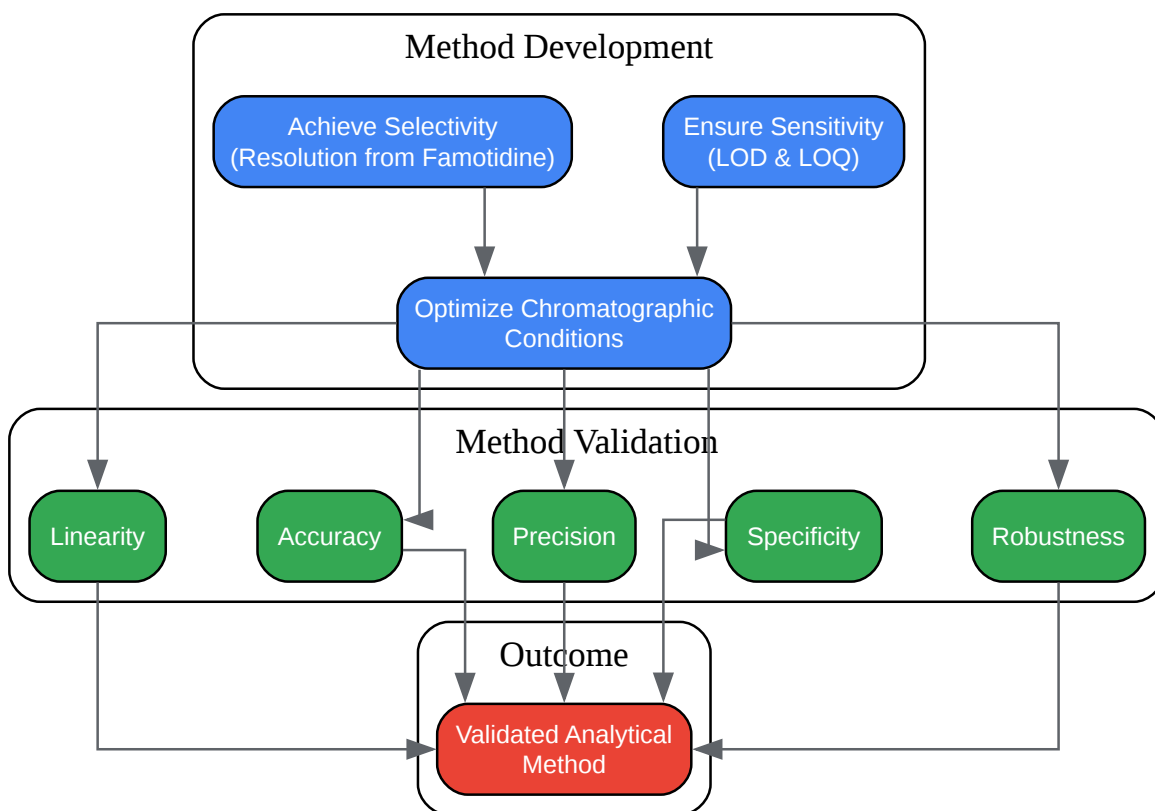 Method Development
Achieve Selectivity
(Resolution from Famotidine)
Ensure Sensitivity
(LOD & LOQ)
Optimize Chromatographic
Conditions
Method Validation
Linearity
Accuracy
Precision
Specificity
Robustness
Outcome
Validated Analytical
Method